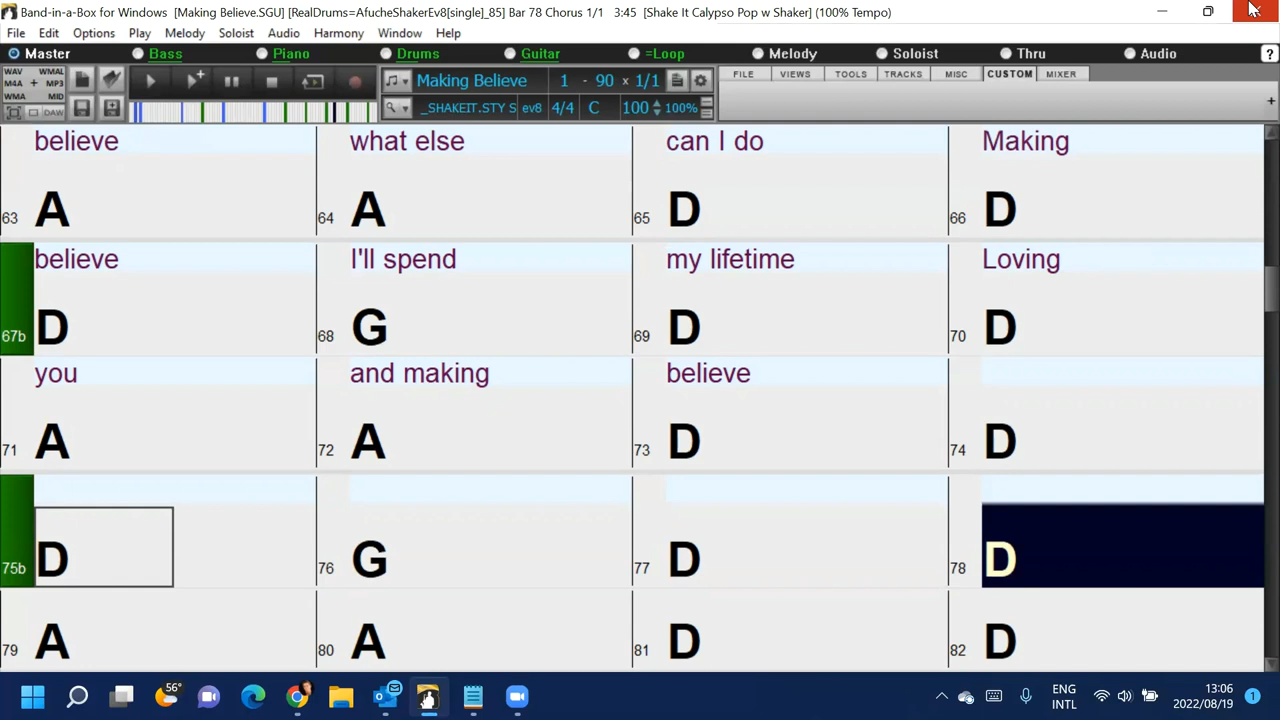 Band-in-a-Box for Windows [Making Believe.SGU] [RealDrums=AfucheShakerEv8[single]_85] Bar 78 Chorus 1/1 3:45 [Shake It Calypso Pop w Shaker] (100% Tempo)
File Edit Options Play Melody Soloist Audio Harmony Window Help
Master Bass Piano Drums Guitar =Loop Melody Soloist Thru Audio ?
WAV WMAL
M4A + MP3
WMA MID
DAW
Making Believe 1 - 90 x 1/1
_SHAKEIT.STY S ev8 4/4 C 100 100%
FILE VIEWS TOOLS TRACKS MISC CUSTOM MIXER
+
believe what else can I do Making
63 A 64 A 65 D 66 D
believe I'll spend my lifetime Loving
67b D 68 G 69 D 70 D
you and making believe
71 A 72 A 73 D 74 D
75b D 76 G 77 D 78 D
79 A 80 A 81 D 82 D
56°
ENG
INTL
13:06
2022/08/19
1